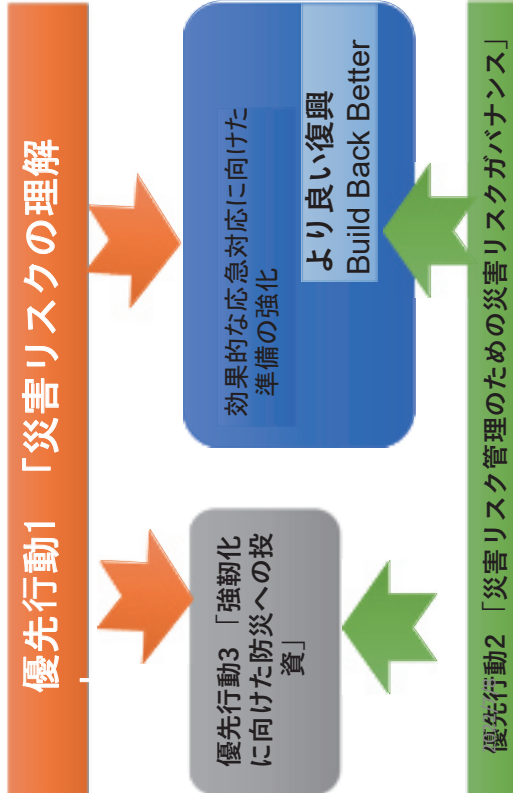 優先行動1 「災害リスクの理解
」
優先行動3 「強靭化
に向けた防災への投
資」
効果的な応急対応に向けた
準備の強化
より良い復興
Build Back Better
優先行動2 「災害リスク管理のための災害リスクガバナンス」